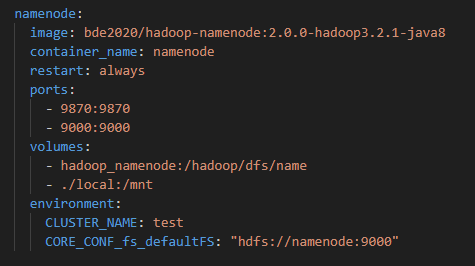 namenode:
image: bde2020/hadoop-namenode:2.0.0-hadoop3.2.1-java8
container_name: namenode
restart: always
ports:
- 9870:9870
- 9000:9000
volumes:
- hadoop_namenode:/hadoop/dfs/name
- ./local:/mnt
environment:
CLUSTER_NAME: test
CORE_CONF_fs_defaultFS: "hdfs://namenode:9000"